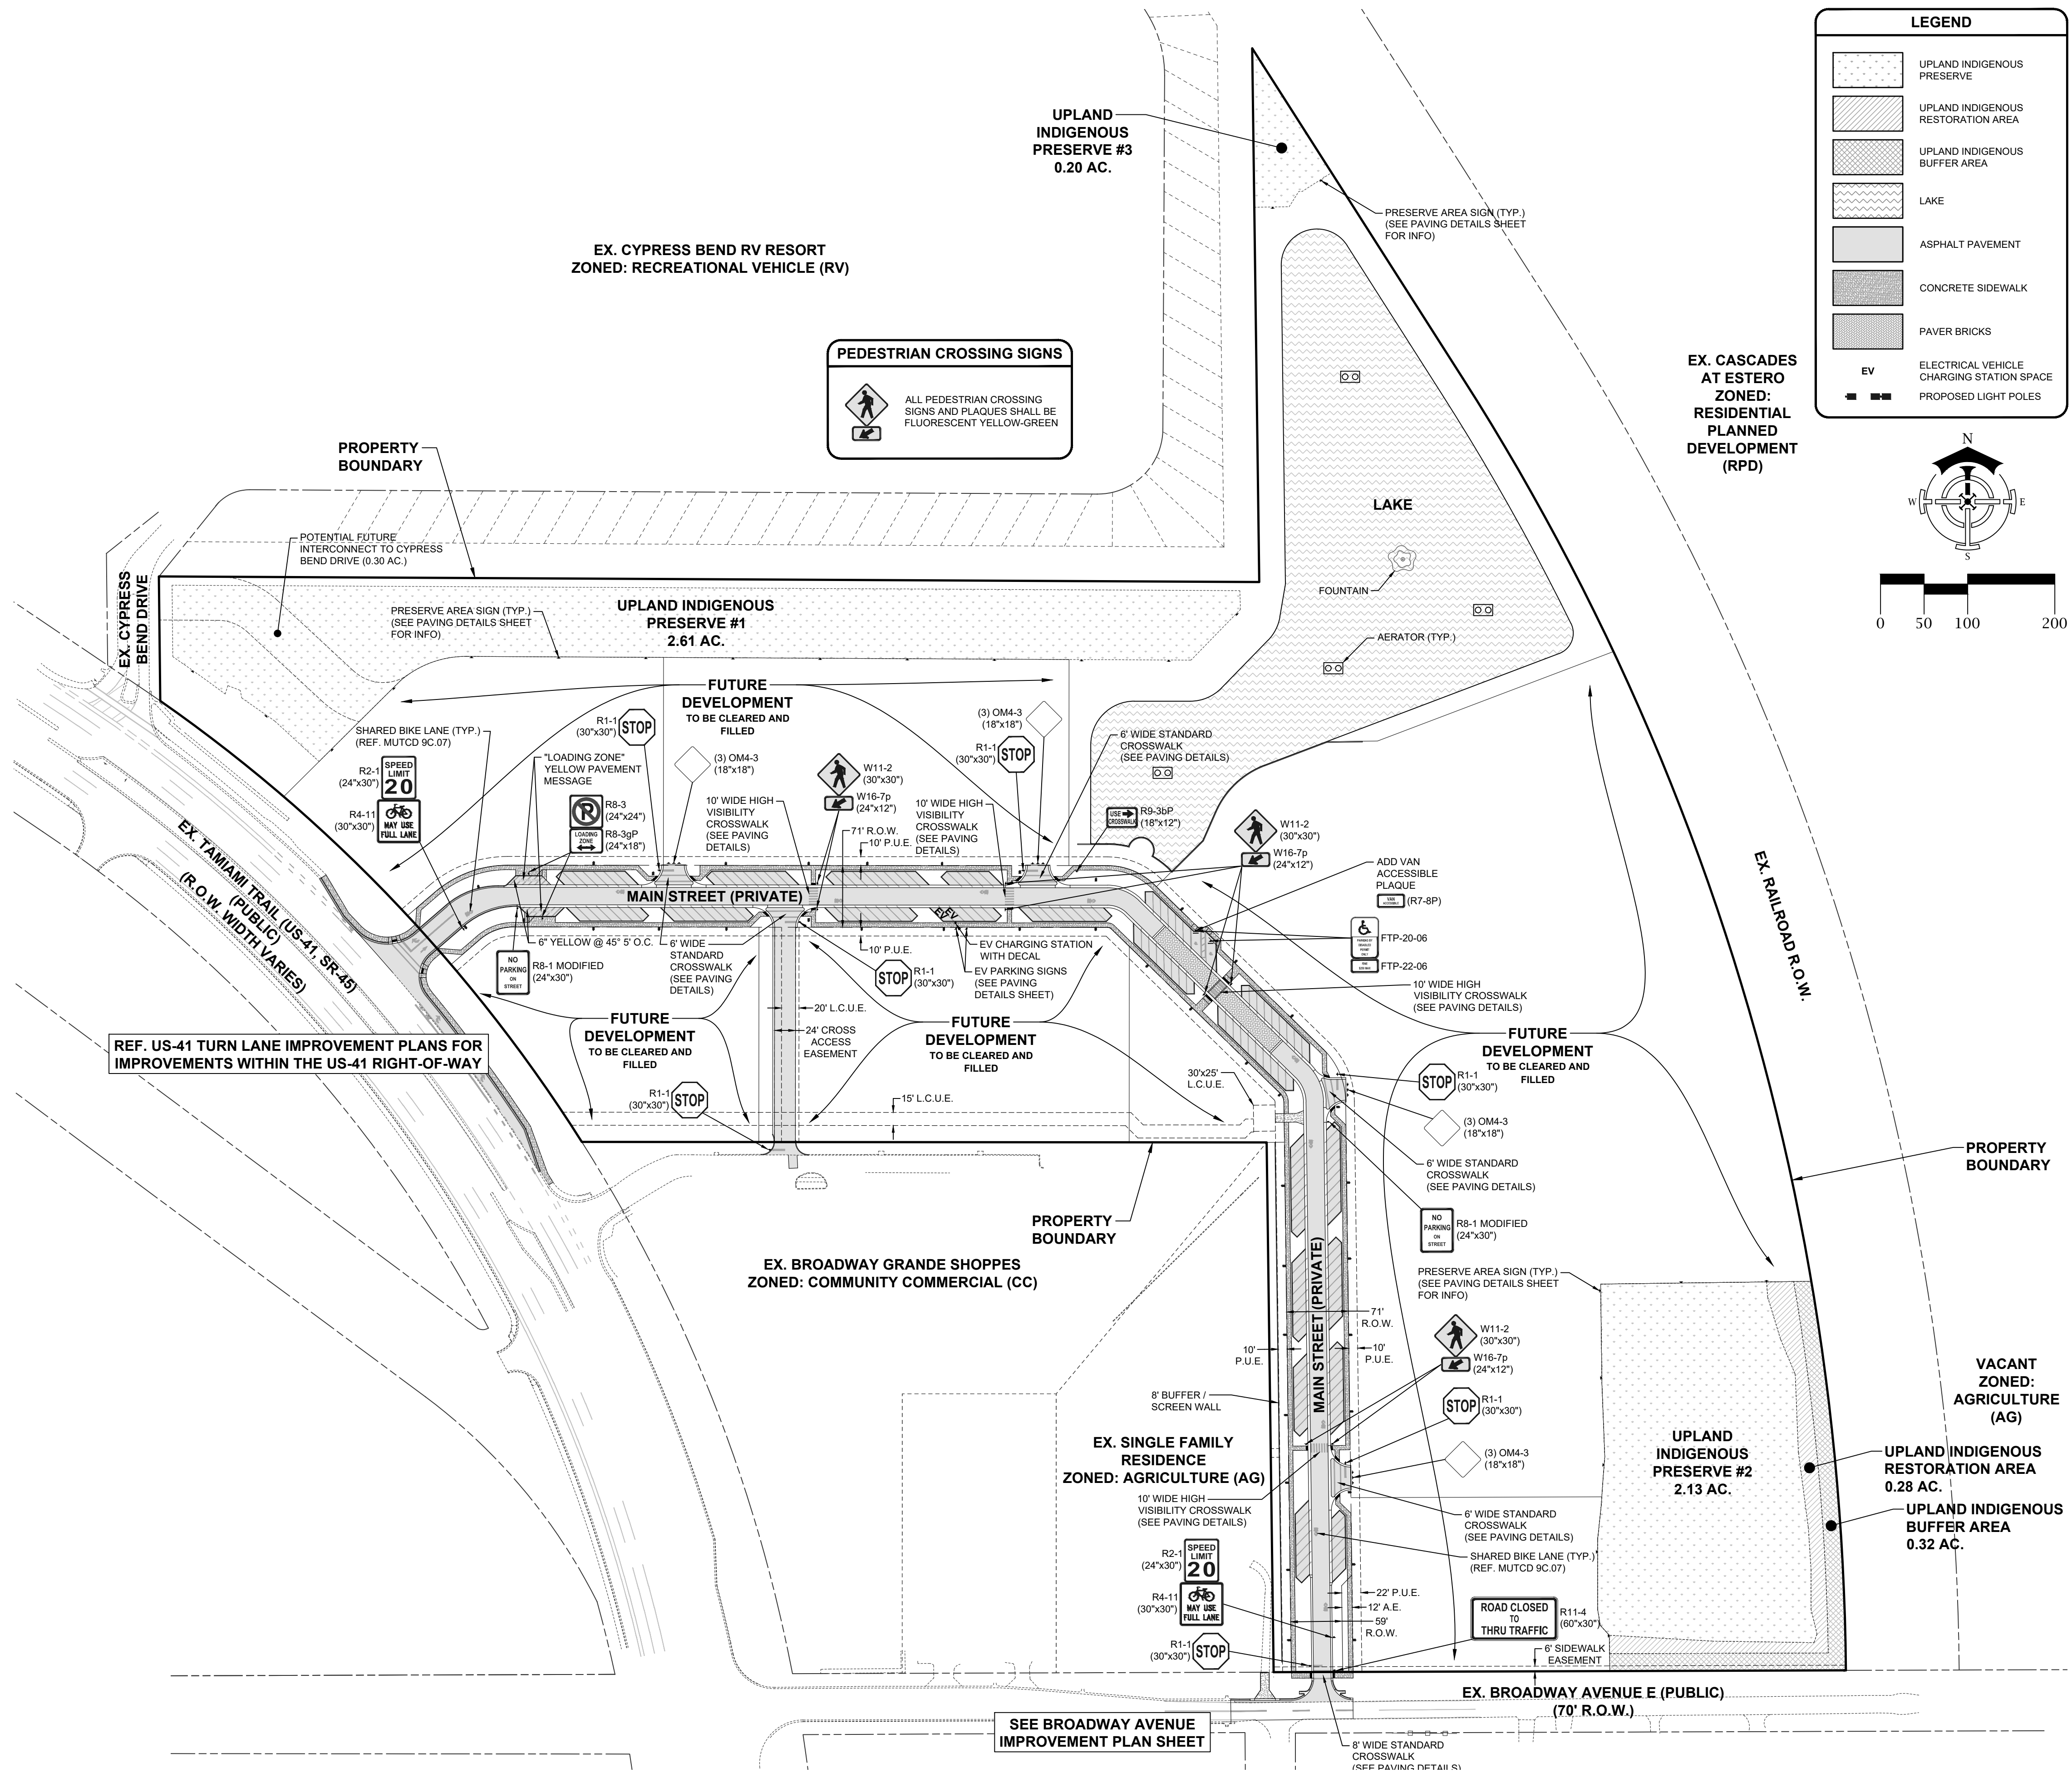 LEGEND
UPLAND INDIGENOUS
PRESERVE
UPLAND INDIGENOUS
RESTORATION AREA
UPLAND INDIGENOUS
BUFFER AREA
LAKE
ASPHALT PAVEMENT
CONCRETE SIDEWALK
PAVER BRICKS
EV
ELECTRICAL VEHICLE
CHARGING STATION SPACE
PROPOSED LIGHT POLES
N
W
E
S
0 50 100 200
UPLAND
INDIGENOUS
PRESERVE #3
0.20 AC.
PRESERVE AREA SIGN (TYP.)
(SEE PAVING DETAILS SHEET
FOR INFO)
EX. CYPRESS BEND RV RESORT
ZONED: RECREATIONAL VEHICLE (RV)
PEDESTRIAN CROSSING SIGNS
ALL PEDESTRIAN CROSSING
SIGNS AND PLAQUES SHALL BE
FLUORESCENT YELLOW-GREEN
EX. CASCADES
AT ESTERO
ZONED:
RESIDENTIAL
PLANNED
DEVELOPMENT
(RPD)
PROPERTY
BOUNDARY
LAKE
FOUNTAIN
AERATOR (TYP.)
POTENTIAL FUTURE
INTERCONNECT TO CYPRESS
BEND DRIVE (0.30 AC.)
EX. CYPRESS
BEND DRIVE
PRESERVE AREA SIGN (TYP.)
(SEE PAVING DETAILS SHEET
FOR INFO)
UPLAND INDIGENOUS
PRESERVE #1
2.61 AC.
FUTURE
DEVELOPMENT
TO BE CLEARED AND
FILLED
SHARED BIKE LANE (TYP.)
(REF. MUTCD 9C.07)
R2-1
(24"x30")
SPEED
LIMIT
20
R4-11
(30"x30")
MAY USE
FULL LANE
"LOADING ZONE"
YELLOW PAVEMENT
MESSAGE
R1-1
(30"x30")
STOP
(3) OM4-3
(18"x18")
R8-3
(24"x24")
LOADING
ZONE
R8-3gP
(24"x18")
10' WIDE HIGH
VISIBILITY
CROSSWALK
(SEE PAVING
DETAILS)
W11-2
(30"x30")
W16-7p
(24"x12")
71' R.O.W.
10' P.U.E.
10' WIDE HIGH
VISIBILITY
CROSSWALK
(SEE PAVING
DETAILS)
(3) OM4-3
(18"x18")
R1-1
(30"x30")
STOP
6' WIDE STANDARD
CROSSWALK
(SEE PAVING DETAILS)
USE
CROSSWALK
R9-3bP
(18"x12")
W11-2
(30"x30")
W16-7p
(24"x12")
ADD VAN
ACCESSIBLE
PLAQUE
(R7-8P)
FTP-20-06
FTP-22-06
EX. RAILROAD R.O.W.
MAIN STREET (PRIVATE)
EV
EV
EX. TAMIAMI TRAIL (US-41, SR-45)
(PUBLIC)
(R.O.W. WIDTH VARIES)
6" YELLOW @ 45° 5' O.C.
NO
PARKING
ON
STREET
R8-1 MODIFIED
(24"x30")
6' WIDE
STANDARD
CROSSWALK
(SEE PAVING
DETAILS)
10' P.U.E.
STOP
R1-1
(30"x30")
EV CHARGING STATION
WITH DECAL
EV PARKING SIGNS
(SEE PAVING
DETAILS SHEET)
10' WIDE HIGH
VISIBILITY CROSSWALK
(SEE PAVING DETAILS)
20' L.C.U.E.
24' CROSS
ACCESS
EASEMENT
FUTURE
DEVELOPMENT
TO BE CLEARED AND
FILLED
FUTURE
DEVELOPMENT
TO BE CLEARED AND
FILLED
FUTURE
DEVELOPMENT
TO BE CLEARED AND
FILLED
REF. US-41 TURN LANE IMPROVEMENT PLANS FOR
IMPROVEMENTS WITHIN THE US-41 RIGHT-OF-WAY
R1-1
(30"x30")
STOP
15' L.C.U.E.
30'x25'
L.C.U.E.
STOP
R1-1
(30"x30")
(3) OM4-3
(18"x18")
6' WIDE STANDARD
CROSSWALK
(SEE PAVING DETAILS)
PROPERTY
BOUNDARY
PROPERTY
BOUNDARY
NO
PARKING
ON
STREET
R8-1 MODIFIED
(24"x30")
EX. BROADWAY GRANDE SHOPPES
ZONED: COMMUNITY COMMERCIAL (CC)
PRESERVE AREA SIGN (TYP.)
(SEE PAVING DETAILS SHEET
FOR INFO)
MAIN STREET (PRIVATE)
71'
R.O.W.
10'
P.U.E.
10'
P.U.E.
W11-2
(30"x30")
W16-7p
(24"x12")
8' BUFFER /
SCREEN WALL
STOP
R1-1
(30"x30")
VACANT
ZONED:
AGRICULTURE
(AG)
EX. SINGLE FAMILY
RESIDENCE
ZONED: AGRICULTURE (AG)
UPLAND
INDIGENOUS
PRESERVE #2
2.13 AC.
UPLAND INDIGENOUS
RESTORATION AREA
0.28 AC.
UPLAND INDIGENOUS
BUFFER AREA
0.32 AC.
(3) OM4-3
(18"x18")
10' WIDE HIGH
VISIBILITY CROSSWALK
(SEE PAVING DETAILS)
6' WIDE STANDARD
CROSSWALK
(SEE PAVING DETAILS)
SHARED BIKE LANE (TYP.)
(REF. MUTCD 9C.07)
R2-1
(24"x30")
SPEED
LIMIT
20
R4-11
(30"x30")
MAY USE
FULL LANE
22' P.U.E.
12' A.E.
59'
R.O.W.
ROAD CLOSED
TO
THRU TRAFFIC
R11-4
(60"x30")
R1-1
(30"x30")
STOP
6' SIDEWALK
EASEMENT
EX. BROADWAY AVENUE E (PUBLIC)
(70' R.O.W.)
SEE BROADWAY AVENUE
IMPROVEMENT PLAN SHEET
8' WIDE STANDARD
CROSSWALK
(SEE PAVING DETAILS)